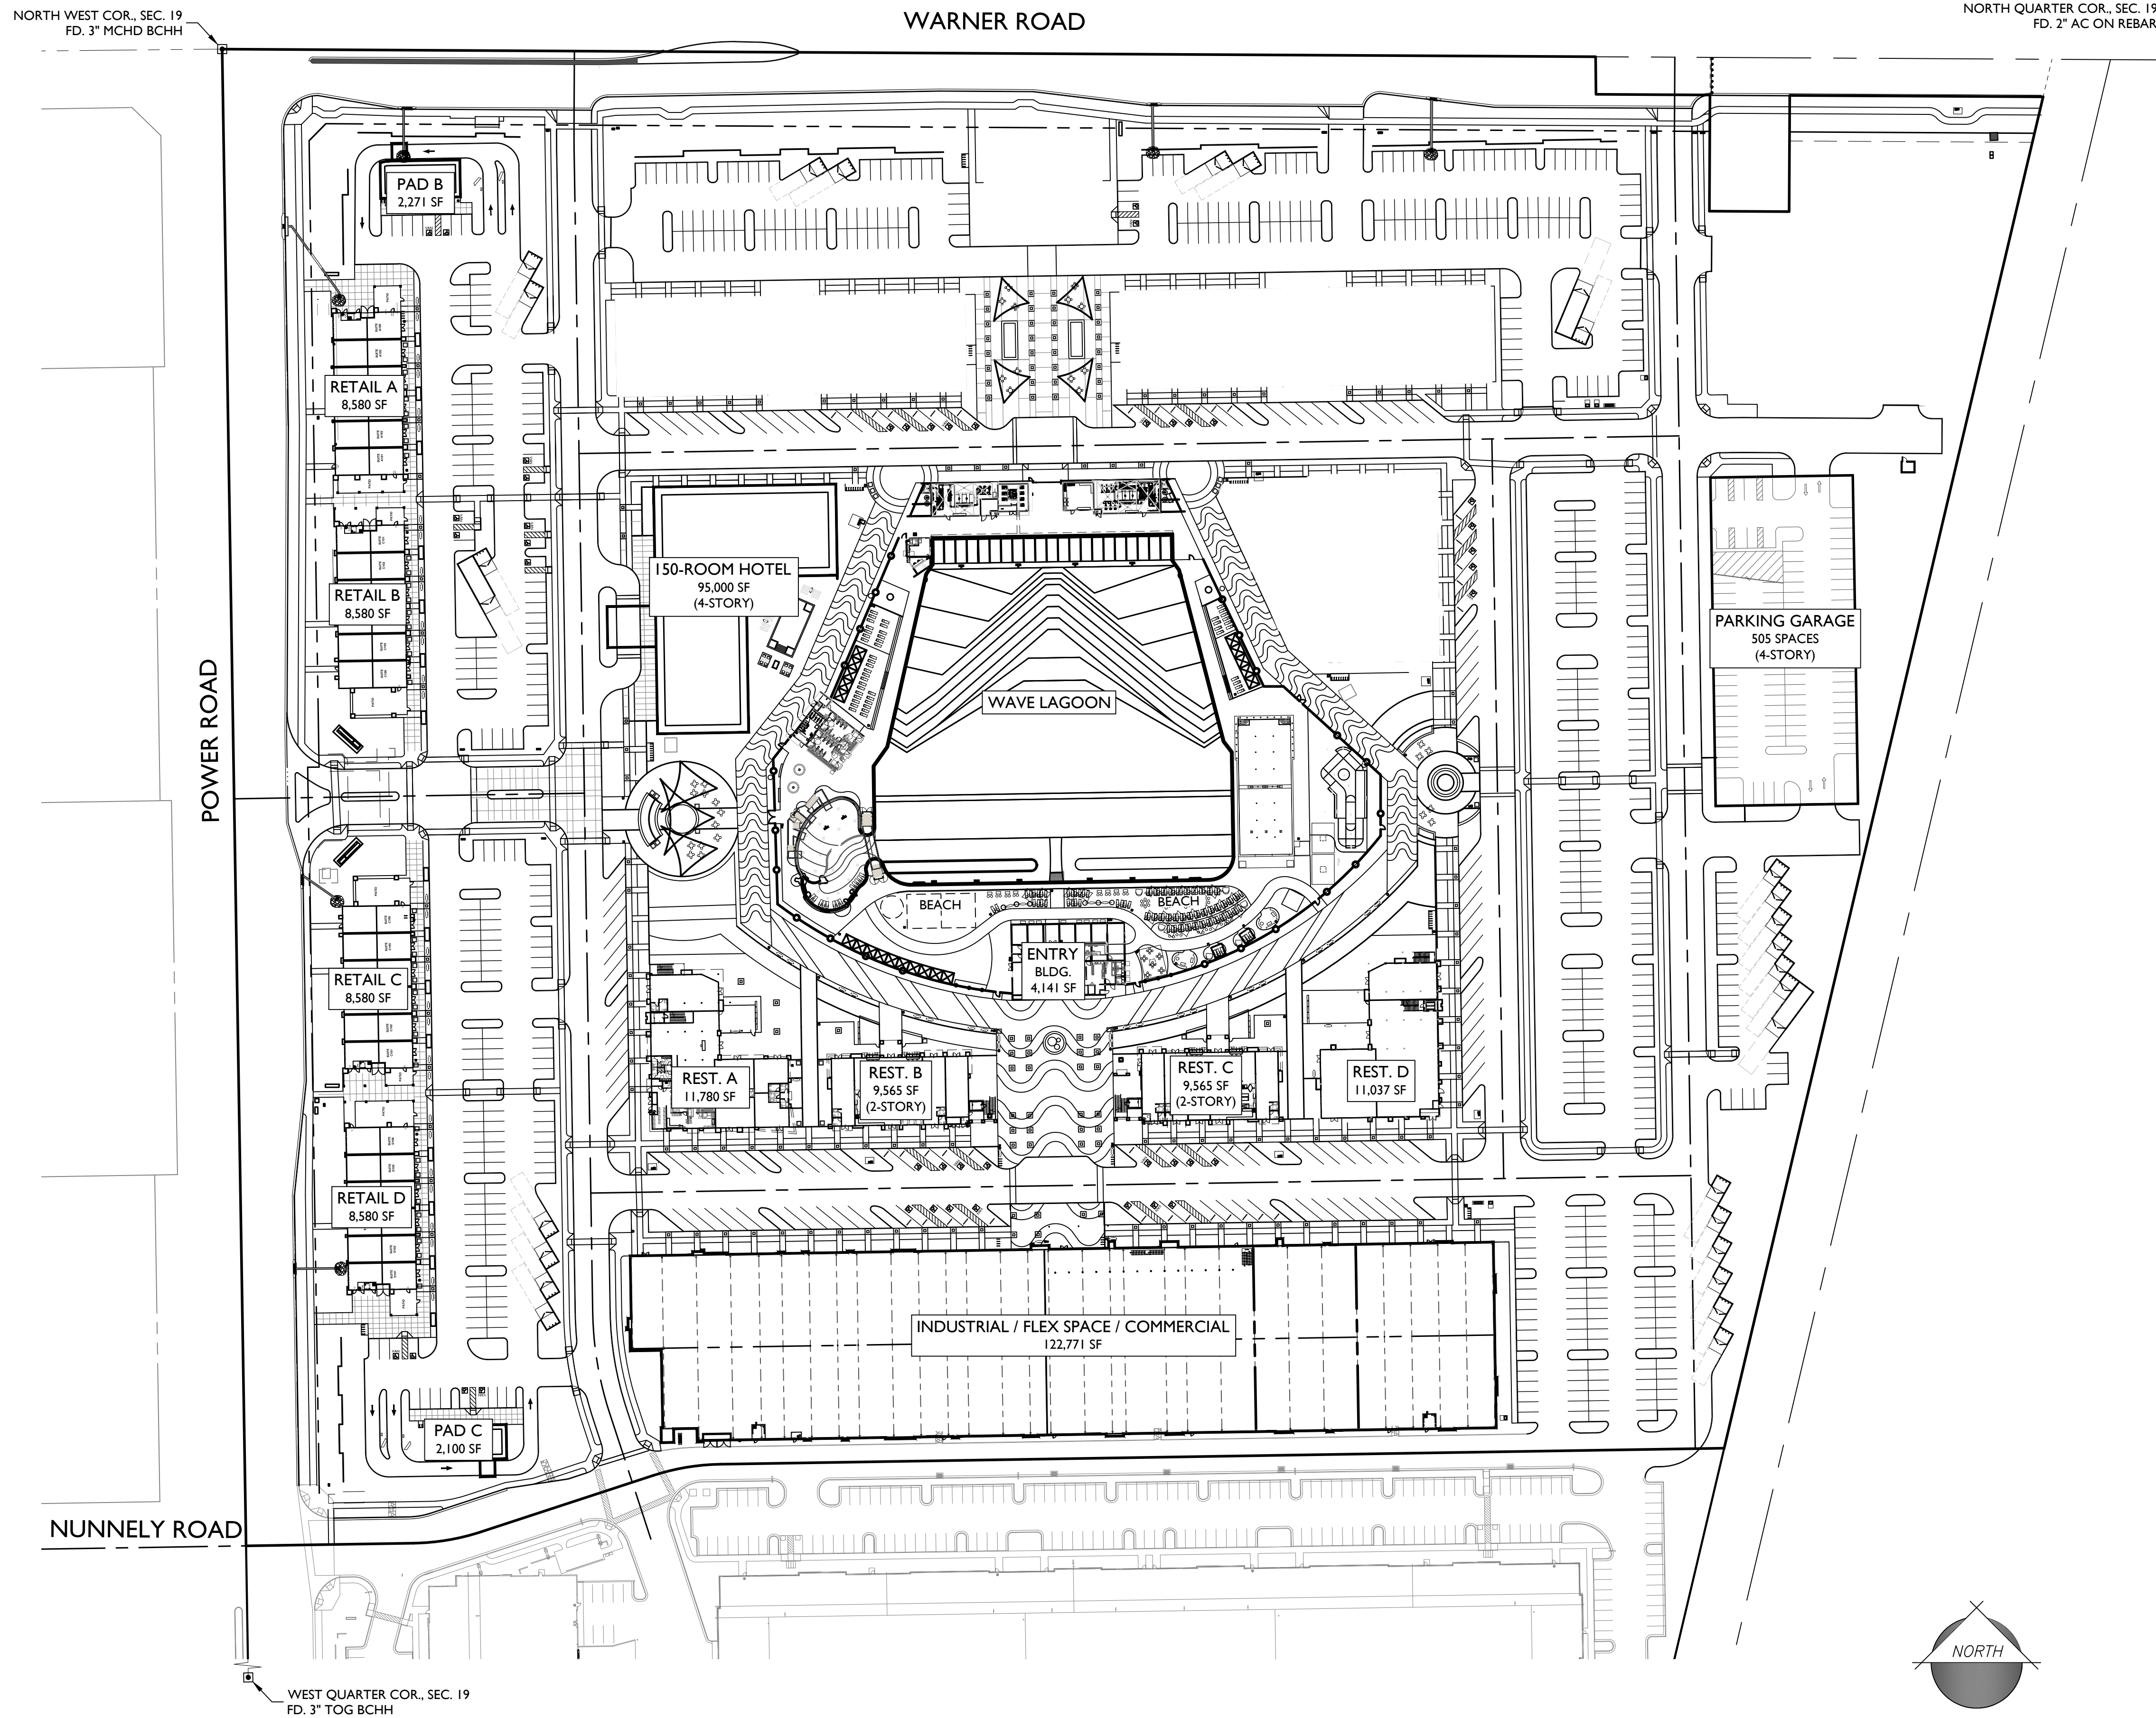 NORTH WEST COR., SEC. 19
FD. 3" MCHD BCHH
WARNER ROAD
NORTH QUARTER COR., SEC. 19
FD. 2" AC ON REBAR
PAD B
2,271 SF
RETAIL A
8,580 SF
150-ROOM HOTEL
95,000 SF
(4-STORY)
RETAIL B
8,580 SF
PARKING GARAGE
505 SPACES
(4-STORY)
WAVE LAGOON
POWER ROAD
BEACH
BEACH
ENTRY
BLDG.
4,141 SF
RETAIL C
8,580 SF
REST. A
11,780 SF
REST. B
9,565 SF
(2-STORY)
REST. C
9,565 SF
(2-STORY)
REST. D
11,037 SF
RETAIL D
8,580 SF
INDUSTRIAL / FLEX SPACE / COMMERCIAL
122,771 SF
PAD C
2,100 SF
NUNNELY ROAD
NORTH
WEST QUARTER COR., SEC. 19
FD. 3" TOG BCHH